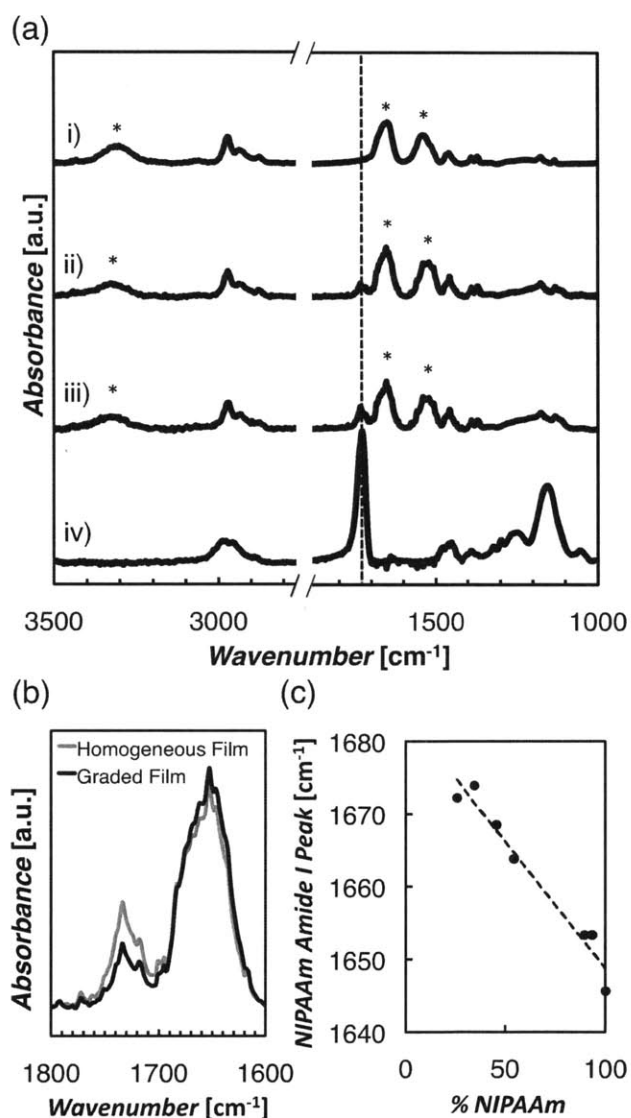 (a)
Absorbance [a.u.]
i)
* * *
ii)
* * *
iii)
* * *
iv)
3500 3000 1500 1000
Wavenumber [cm-1]
(b)
Absorbance [a.u.]
Homogeneous Film
Graded Film
1800 1700 1600
Wavenumber [cm-1]
(c)
NIPAAm Amide I Peak [cm-1]
1680
1670
1660
1650
1640
0 50 100
% NIPAAm